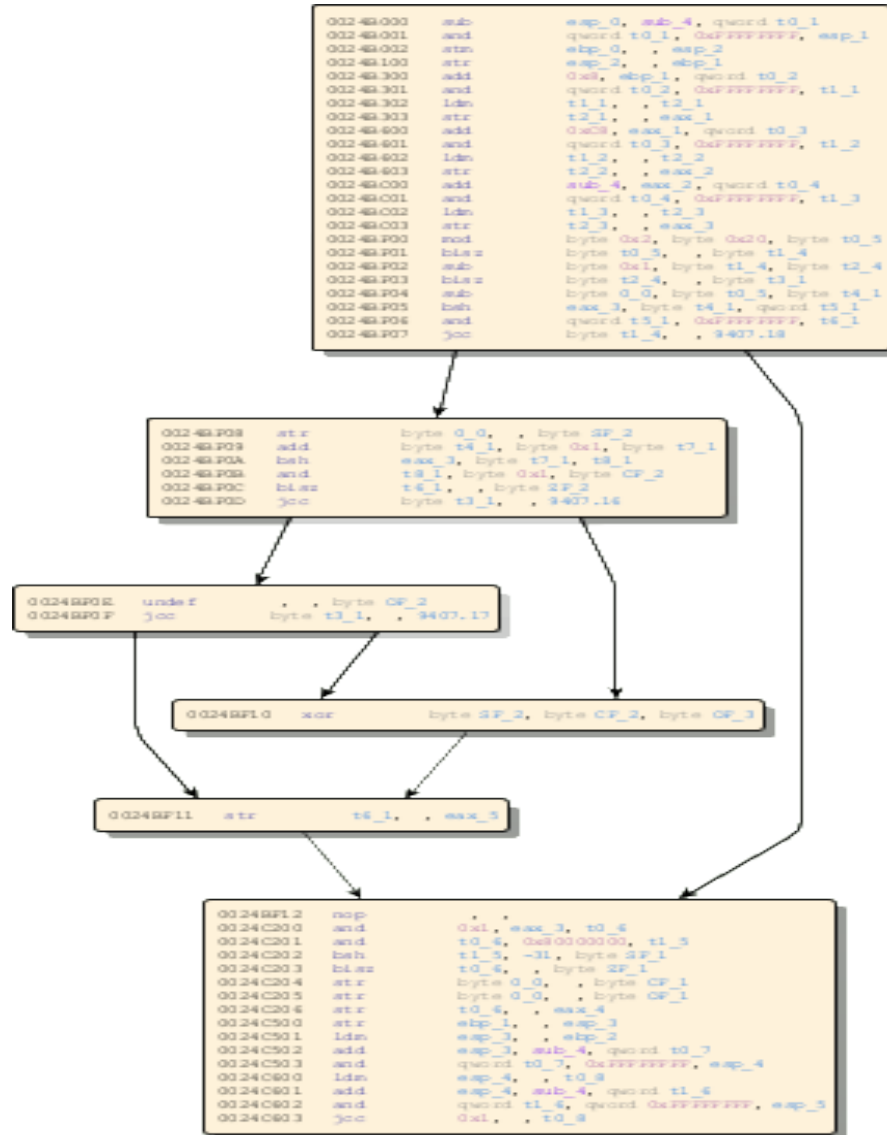 0024B000 sub esp_0, sub_4, qword t0_1
0024B001 and qword t0_1, 0xFFFFFFFF, esp_1
0024B002 stm ebp_0, , esp_2
0024B100 str esp_2, , ebp_1
0024B300 add 0x8, ebp_1, qword t0_2
0024B301 and qword t0_2, 0xFFFFFFFF, t1_1
0024B302 ldm t1_1, , t2_1
0024B303 str t2_1, , eax_1
0024B600 add 0xC8, eax_1, qword t0_3
0024B601 and qword t0_3, 0xFFFFFFFF, t1_2
0024B602 ldm t1_2, , t2_2
0024B603 str t2_2, , eax_2
0024BC00 add sub_4, eax_2, qword t0_4
0024BC01 and qword t0_4, 0xFFFFFFFF, t1_3
0024BC02 ldm t1_3, , t2_3
0024BC03 str t2_3, , eax_3
0024BF00 mod byte 0x2, byte 0x20, byte t0_5
0024BF01 bisz byte t0_5, , byte t1_4
0024BF02 sub byte 0x1, byte t1_4, byte t2_4
0024BF03 bisz byte t2_4, , byte t3_1
0024BF04 sub byte 0_0, byte t0_5, byte t4_1
0024BF05 bsh eax_3, byte t4_1, qword t5_1
0024BF06 and qword t5_1, 0xFFFFFFFF, t6_1
0024BF07 jcc byte t1_4, , 9407.18
0024BF08 str byte 0_0, , byte SF_2
0024BF09 add byte t4_1, byte 0x1, byte t7_1
0024BF0A bsh eax_3, byte t7_1, t8_1
0024BF0B and t8_1, byte 0x1, byte CF_2
0024BF0C bisz t6_1, , byte ZF_2
0024BF0D jcc byte t3_1, , 9407.16
0024BF0E undef , , byte OF_2
0024BF0F jcc byte t3_1, , 9407.17
0024BF10 xor byte SF_2, byte CF_2, byte OF_3
0024BF11 str t6_1, , eax_5
0024BF12 nop , ,
0024C200 and 0x1, eax_3, t0_6
0024C201 and t0_6, 0x80000000, t1_5
0024C202 bsh t1_5, -31, byte SF_1
0024C203 bisz t0_6, , byte ZF_1
0024C204 str byte 0_0, , byte CF_1
0024C205 str byte 0_0, , byte OF_1
0024C206 str t0_6, , eax_4
0024C500 str ebp_1, , esp_3
0024C501 ldm esp_3, , ebp_2
0024C502 add esp_3, sub_4, qword t0_7
0024C503 and qword t0_7, 0xFFFFFFFF, esp_4
0024C600 ldm esp_4, , t0_8
0024C601 add esp_4, sub_4, qword t1_6
0024C602 and qword t1_6, qword 0xFFFFFFFF, esp_5
0024C603 jcc 0x1, , t0_8